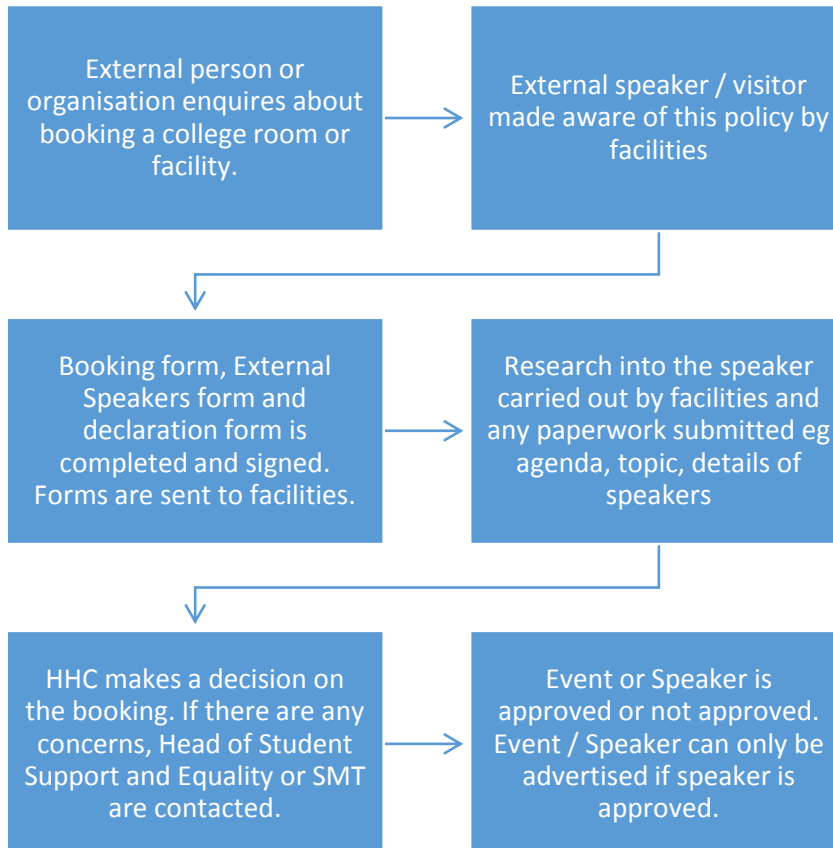 External person or
organisation enquires about
booking a college room or
facility.
External speaker / visitor
made aware of this policy by
facilities
Booking form, External
Speakers form and
declaration form is
completed and signed.
Forms are sent to facilities.
Research into the speaker
carried out by facilities and
any paperwork submitted eg
agenda, topic, details of
speakers
HHC makes a decision on
the booking. If there are any
concerns, Head of Student
Support and Equality or SMT
are contacted.
Event or Speaker is
approved or not approved.
Event / Speaker can only be
advertised if speaker is
approved.